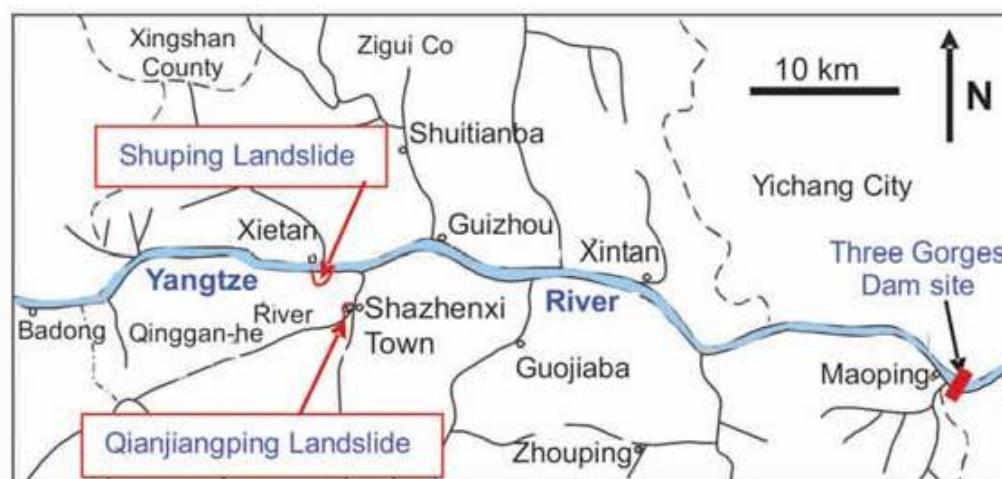 Xingshan
County
Zigui Co
10 km
N
Shuping Landslide
Shuitianba
Yichang City
Xietan
Guizhou
Xintan
Three Gorges
Dam site
Yangtze
River
Badong
Qinggan-he
River
Shazhenxi
Town
Guojiaba
Maoping
Qianjiangping Landslide
Zhouping